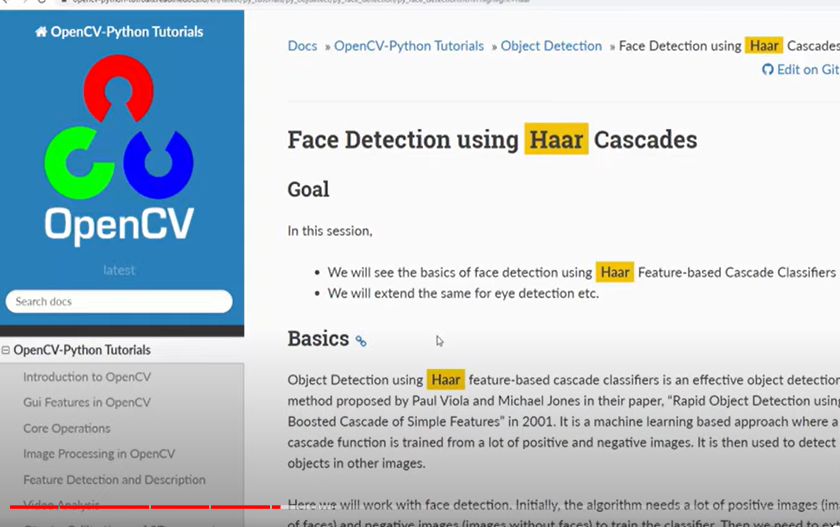 OpenCV-Python Tutorials
OpenCV
latest
Search docs
OpenCV-Python Tutorials
Introduction to OpenCV
Gui Features in OpenCV
Core Operations
Image Processing in OpenCV
Feature Detection and Description
Video Analysis
Docs » OpenCV-Python Tutorials » Object Detection » Face Detection using Haar Cascades
Edit on Git
Face Detection using Haar Cascades
Goal
In this session,
• We will see the basics of face detection using Haar Feature-based Cascade Classifiers
• We will extend the same for eye detection etc.
Basics
Object Detection using Haar feature-based cascade classifiers is an effective object detection
method proposed by Paul Viola and Michael Jones in their paper, “Rapid Object Detection using
Boosted Cascade of Simple Features” in 2001. It is a machine learning based approach where a
cascade function is trained from a lot of positive and negative images. It is then used to detect
objects in other images.
Here we will work with face detection. Initially, the algorithm needs a lot of positive images (im
of faces) and negative images (images without faces) to train the classifier. Then we need to